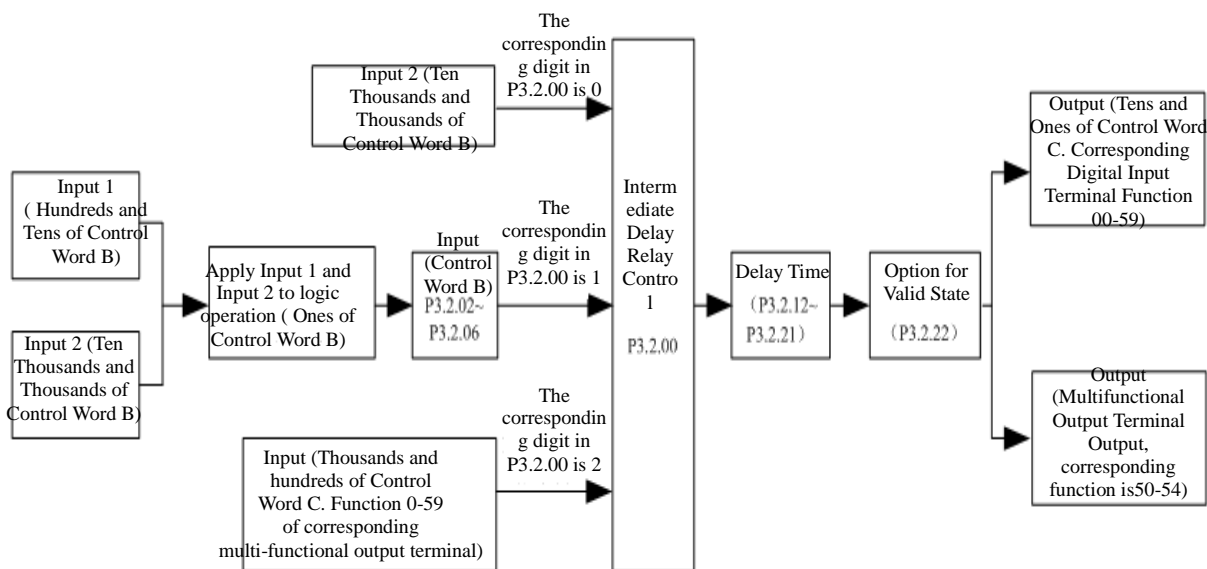 The
correspondin
g digit in
P3.2.00 is 0
Input 2 (Ten
Thousands and
Thousands of
Control Word B)
Input 1
( Hundreds and
Tens of Control
Word B)
Input 2 (Ten
Thousands and
Thousands of
Control Word B)
Apply Input 1 and
Input 2 to logic
operation ( Ones of
Control Word B)
Input
(Control
Word B)
P3.2.02~
P3.2.06
The
correspondin
g digit in
P3.2.00 is 1
The
correspondin
g digit in
P3.2.00 is 2
Input (Thousands and
hundreds of Control
Word C. Function 0-59
of corresponding
multi-functional output terminal)
Interm
ediate
Delay
Relay
Contro
l
P3.2.00
Delay Time
(P3.2.12~
P3.2.21)
Option for
Valid State
(P3.2.22)
Output (Tens and
Ones of Control Word
C. Corresponding
Digital Input
Terminal Function
00-59)
Output
(Multifunctional
Output Terminal
Output,
corresponding
function is50-54)